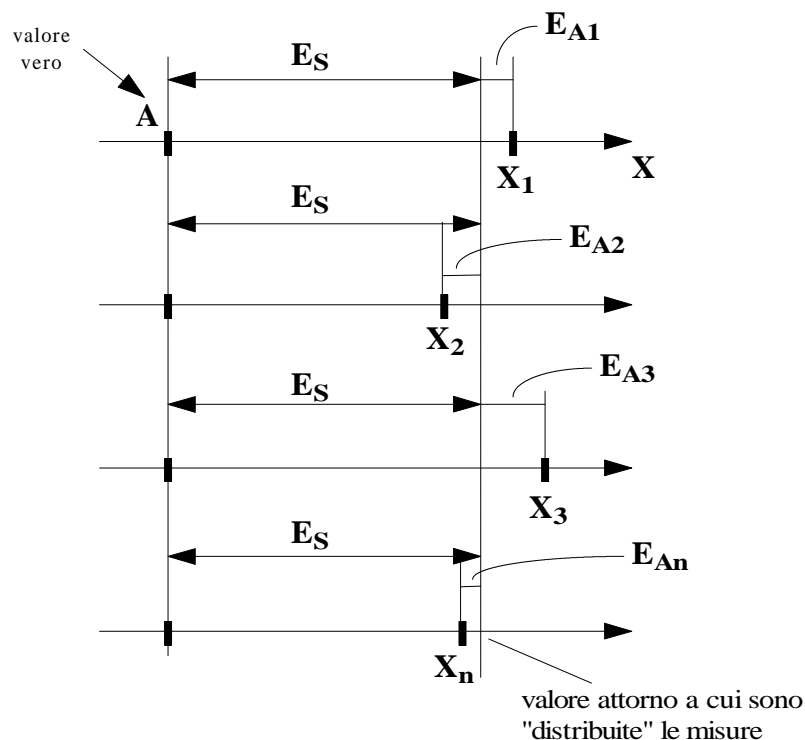 valore
vero
A
E_S
E_A1
X_1
X
E_S
E_A2
X_2
E_S
E_A3
X_3
E_S
E_An
X_n
valore attorno a cui sono
"distribuite" le misure